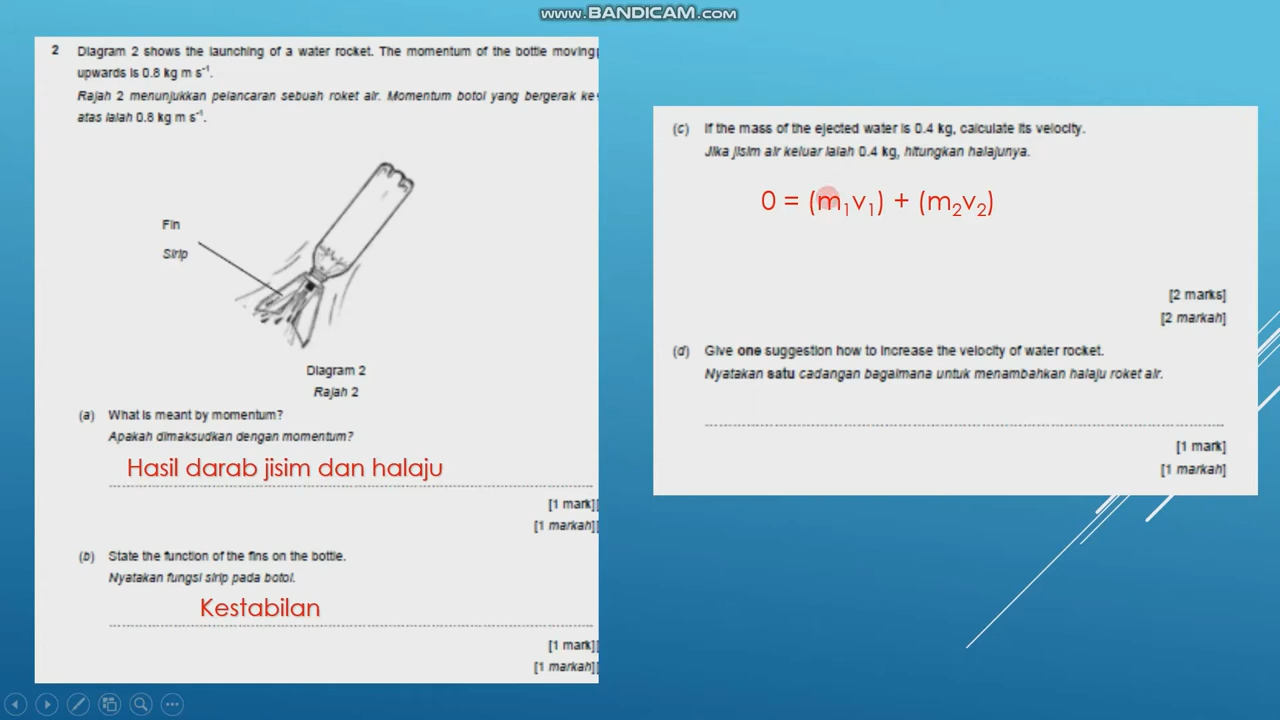 www.BANDICAM.com
2 Diagram 2 shows the launching of a water rocket. The momentum of the bottle moving
upwards is 0.8 kg m s⁻¹.
Rajah 2 menunjukkan pelancaran sebuah roket air. Momentum botol yang bergerak ke
atas ialah 0.8 kg m s⁻¹.
Fin
Sirip
Diagram 2
Rajah 2
(a) What is meant by momentum?
Apakah dimaksudkan dengan momentum?
Hasil darab jisim dan halaju
[1 mark]
[1 markah]
(b) State the function of the fins on the bottle.
Nyatakan fungsi sirip pada botol.
Kestabilan
[1 mark]
[1 markah]
(c) If the mass of the ejected water is 0.4 kg, calculate its velocity.
Jika jisim air keluar ialah 0.4 kg, hitungkan halajunya.
0 = (m₁v₁) + (m₂v₂)
[2 marks]
[2 markah]
(d) Give one suggestion how to increase the velocity of water rocket.
Nyatakan satu cadangan bagaimana untuk menambahkan halaju roket air.
[1 mark]
[1 markah]